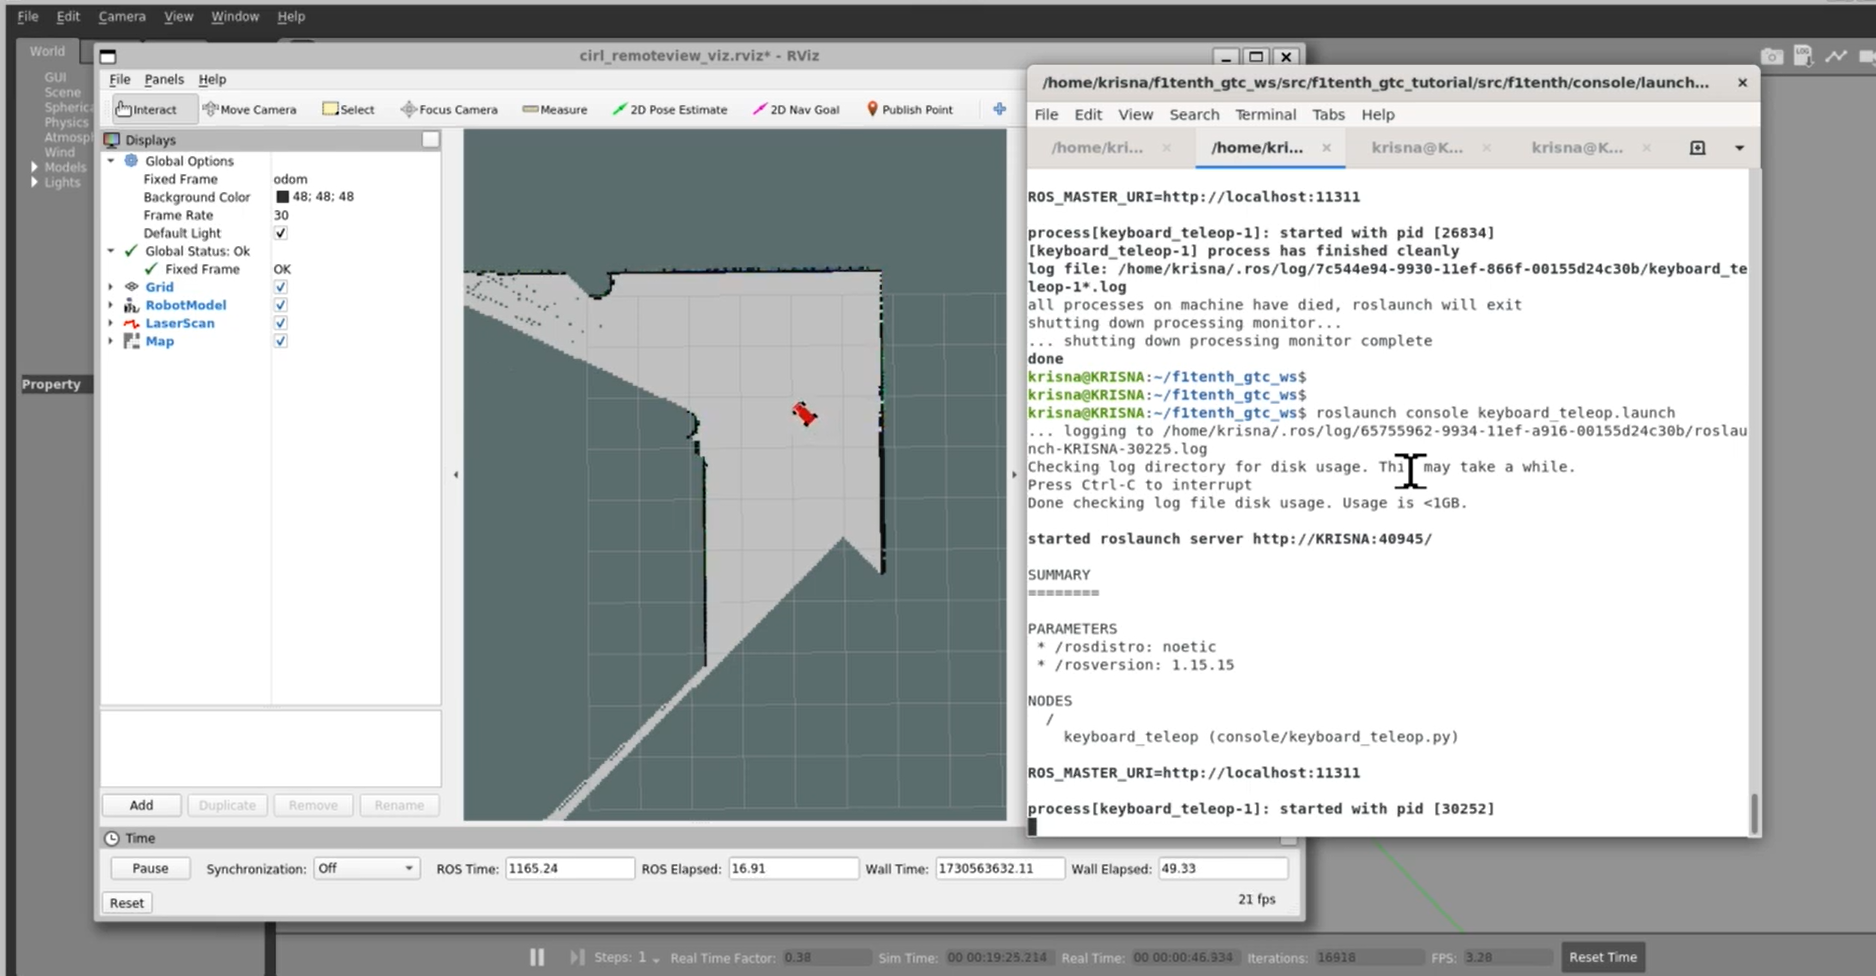 File Edit Camera View Window Help
World
GUI
Scene
Spherica
Physics
Atmosph
Wind
Models
Lights
Property
cirl_remoteview_viz.rviz* - RViz
File Panels Help
Interact Move Camera Select Focus Camera Measure 2D Pose Estimate 2D Nav Goal Publish Point
Displays
Global Options
Fixed Frame odom
Background Color 48; 48; 48
Frame Rate 30
Default Light
Global Status: Ok
Fixed Frame OK
Grid
RobotModel
LaserScan
Map
Add Duplicate Remove Rename
Time
Pause Synchronization: Off ROS Time: 1165.24 ROS Elapsed: 16.91 Wall Time: 1730563632.11 Wall Elapsed: 49.33
Reset 21 fps
/home/krisna/f1tenth_gtc_ws/src/f1tenth_gtc_tutorial/src/f1tenth/console/launch...
File Edit View Search Terminal Tabs Help
/home/kri... /home/kri... krisna@K... krisna@K...
ROS_MASTER_URI=http://localhost:11311
process[keyboard_teleop-1]: started with pid [26834]
[keyboard_teleop-1] process has finished cleanly
log file: /home/krisna/.ros/log/7c544e94-9930-11ef-866f-00155d24c30b/keyboard_te
leop-1*.log
all processes on machine have died, roslaunch will exit
shutting down processing monitor...
... shutting down processing monitor complete
done
krisna@KRISNA:~/f1tenth_gtc_ws$
krisna@KRISNA:~/f1tenth_gtc_ws$
krisna@KRISNA:~/f1tenth_gtc_ws$ roslaunch console keyboard_teleop.launch
... logging to /home/krisna/.ros/log/65755962-9934-11ef-a916-00155d24c30b/roslau
nch-KRISNA-30225.log
Checking log directory for disk usage. This may take a while.
Press Ctrl-C to interrupt
Done checking log file disk usage. Usage is <1GB.
started roslaunch server http://KRISNA:40945/
SUMMARY
========
PARAMETERS
* /rosdistro: noetic
* /rosversion: 1.15.15
NODES
/
keyboard_teleop (console/keyboard_teleop.py)
ROS_MASTER_URI=http://localhost:11311
process[keyboard_teleop-1]: started with pid [30252]
Steps: 1 Real Time Factor: 0.38 Sim Time: 00 00:19:25.214 Real Time: 00 00:00:46.934 Iterations: 16918 FPS: 3.28 Reset Time